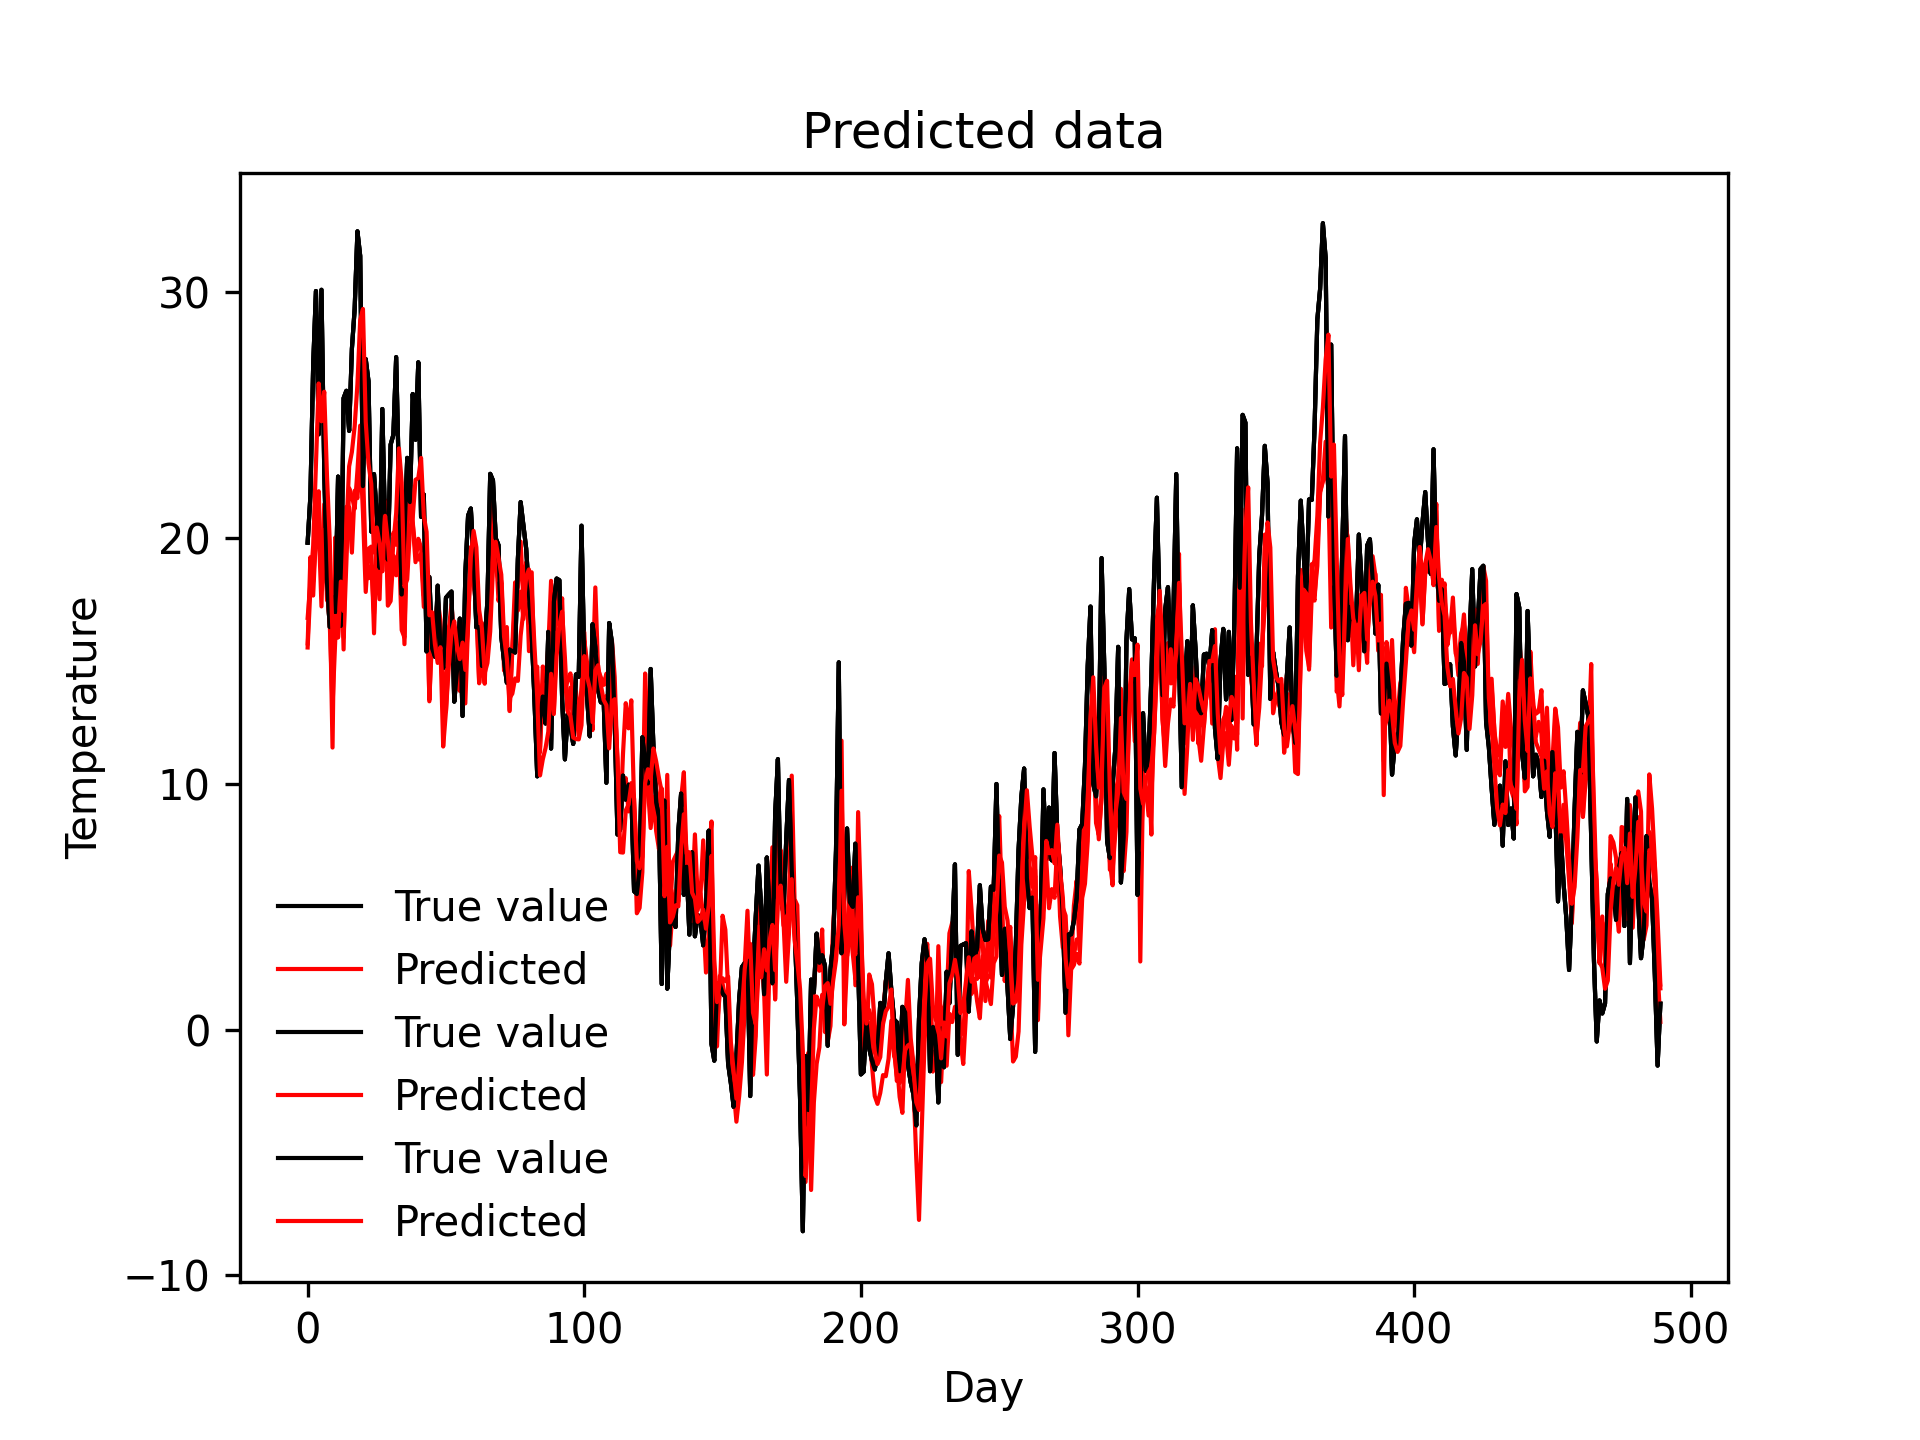 Predicted data
Temperature
30
20
10
0
−10
True value
Predicted
True value
Predicted
True value
Predicted
0 100 200 300 400 500
Day